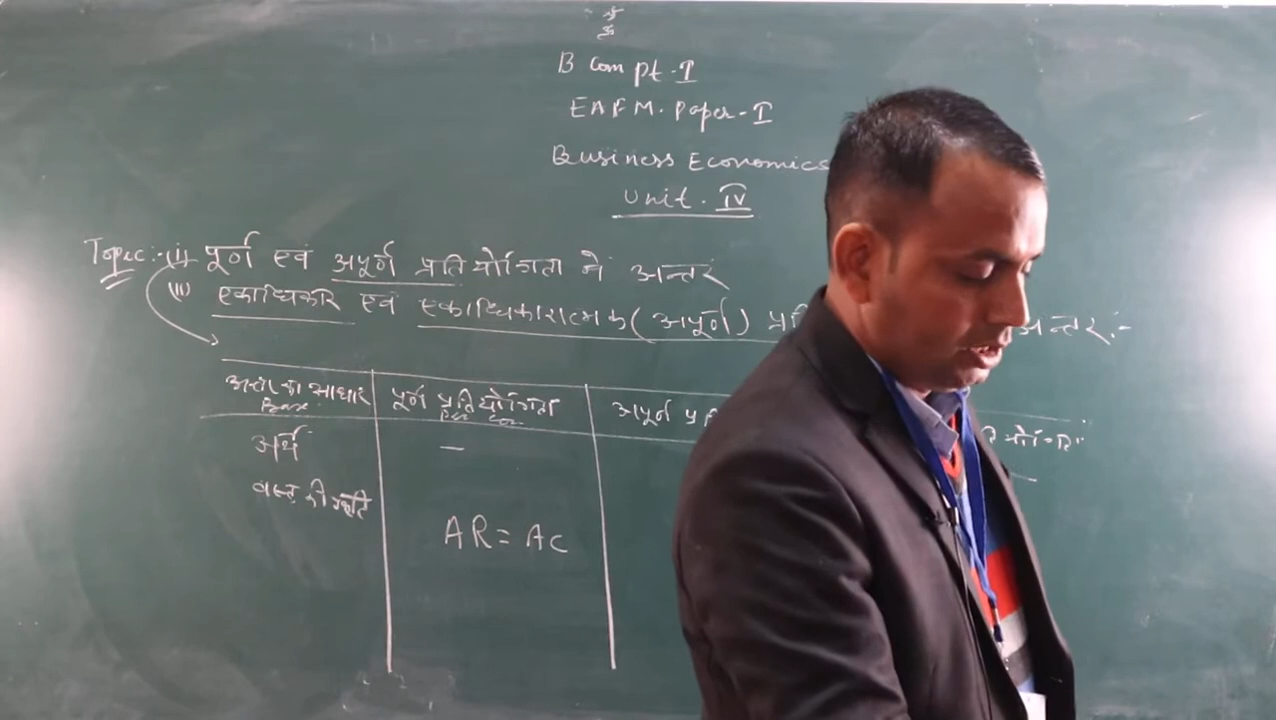 ॐ
B Com Pt-I
EAFM. Paper-I
Business Economics
Unit. IV
Topic:- (i) पूर्ण एवं अपूर्ण प्रतियोगिता में अन्तर
(ii) एकाधिकार एवं एकाधिकारात्मक (अपूर्ण) अन्तर:-
अन्तर का आधार पूर्ण प्रतियोगिता अपूर्ण
Base
अर्थ –
वस्तु की प्रकृति
AR = AC